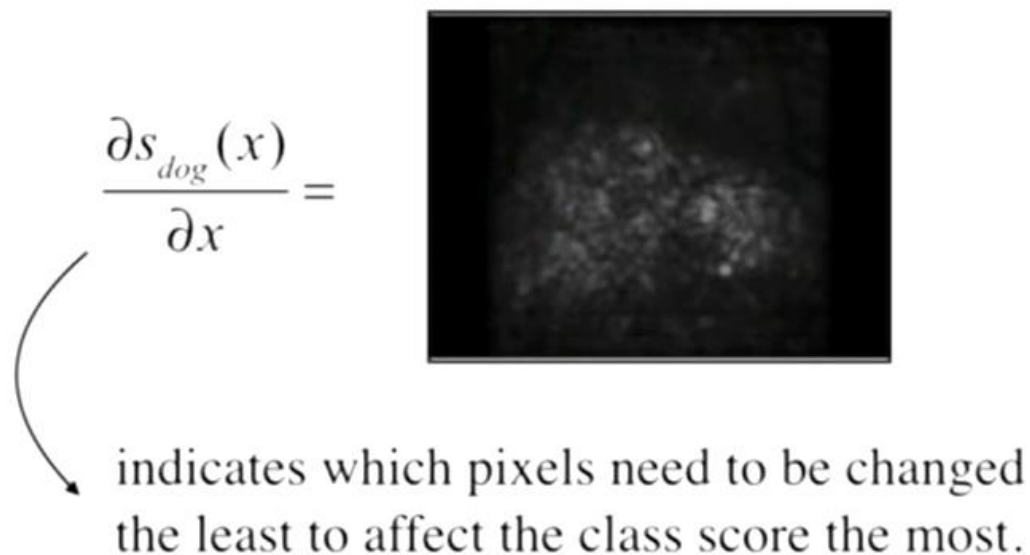 ∂s_dog(x)
∂x =
indicates which pixels need to be changed
the least to affect the class score the most.